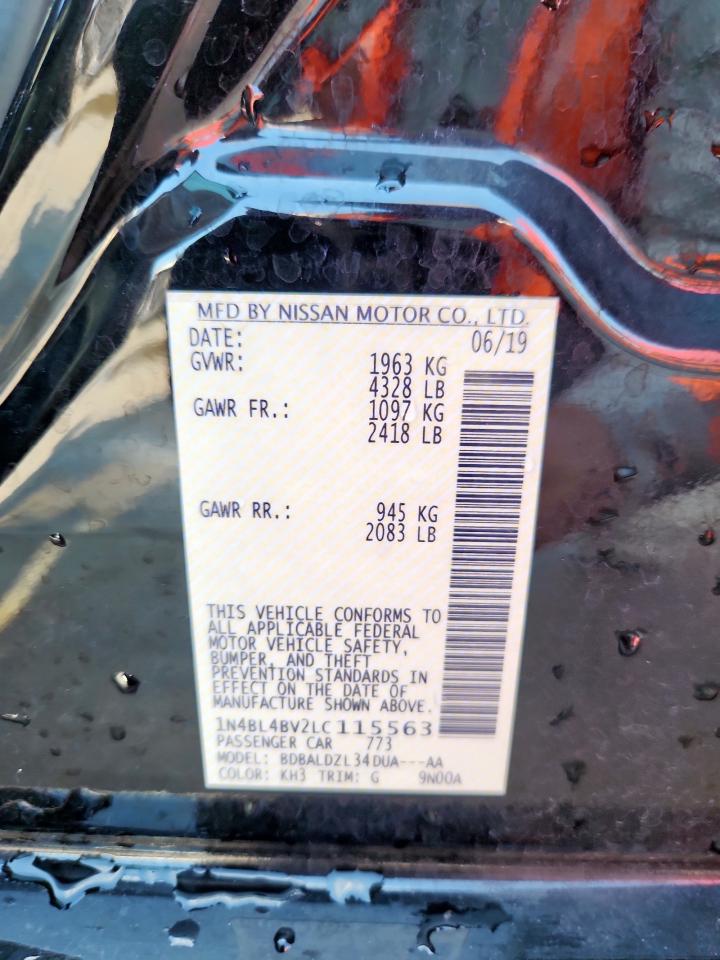 MFD BY NISSAN MOTOR CO., LTD.
DATE: 06/19
GVWR: 1963 KG
4328 LB
GAWR FR.: 1097 KG
2418 LB
GAWR RR.: 945 KG
2083 LB
THIS VEHICLE CONFORMS TO
ALL APPLICABLE FEDERAL
MOTOR VEHICLE SAFETY,
BUMPER, AND THEFT
PREVENTION STANDARDS IN
EFFECT ON THE DATE OF
MANUFACTURE SHOWN ABOVE.
1N4BL4BV2LC115563
PASSENGER CAR 773
MODEL: BDBALDZL34DUA---AA
COLOR: KH3 TRIM: G 9N00A